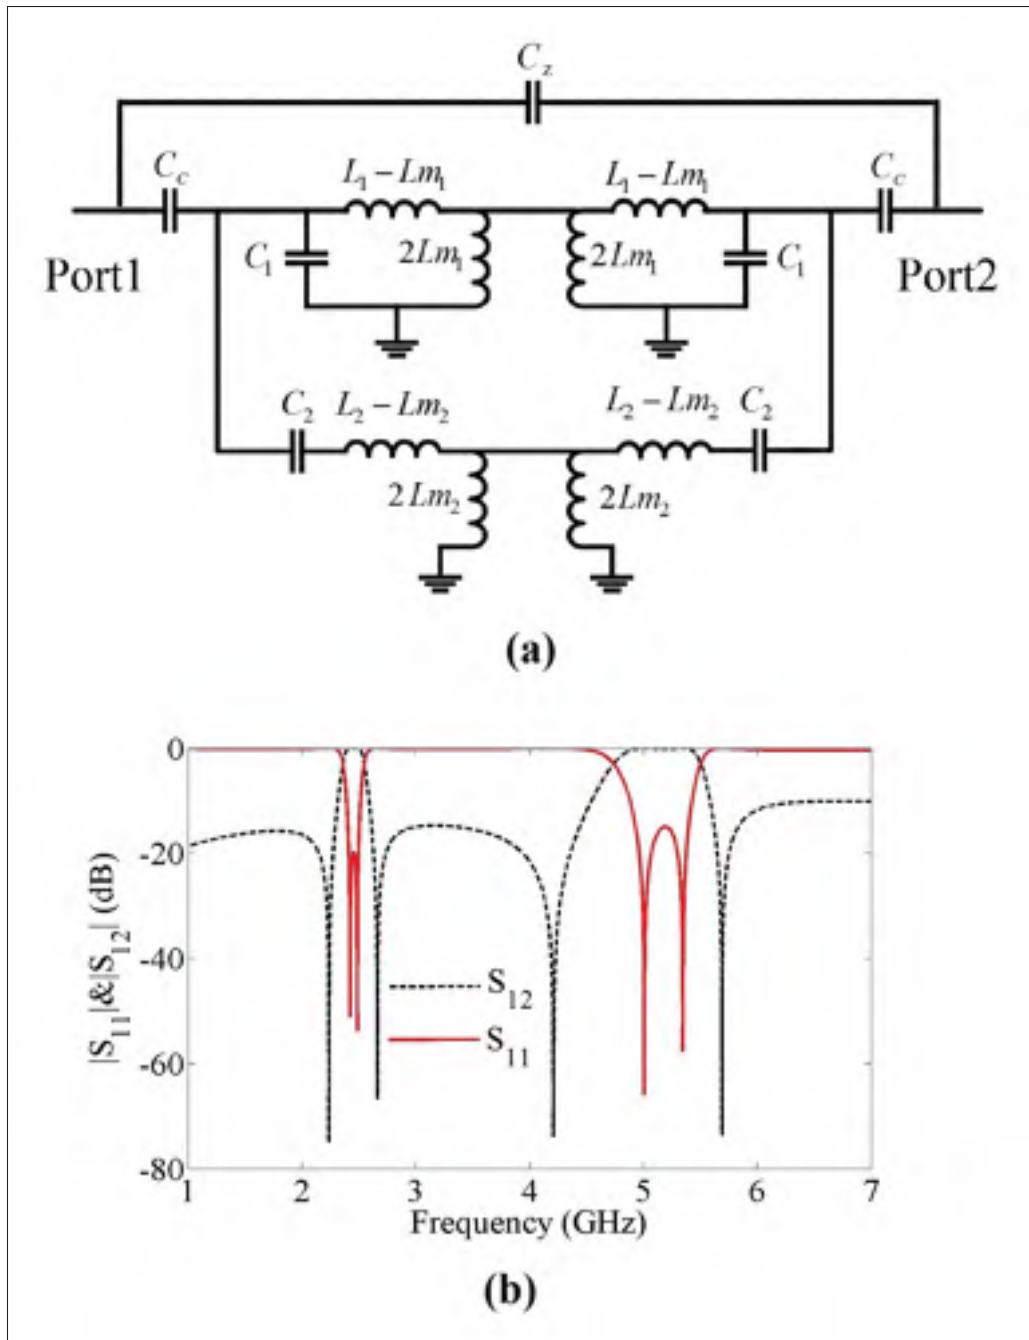 C_z
C_c
L_1 − Lm_1
L_1 − Lm_1
C_c
C_1
2Lm_1
2Lm_1
C_1
Port1
Port2
C_2
L_2 − Lm_2
L_2 − Lm_2
C_2
2Lm_2
2Lm_2
(a)
0
-20
-40
-60
-80
|S_11|&|S_12| (dB)
S_12
S_11
1 2 3 4 5 6 7
Frequency (GHz)
(b)